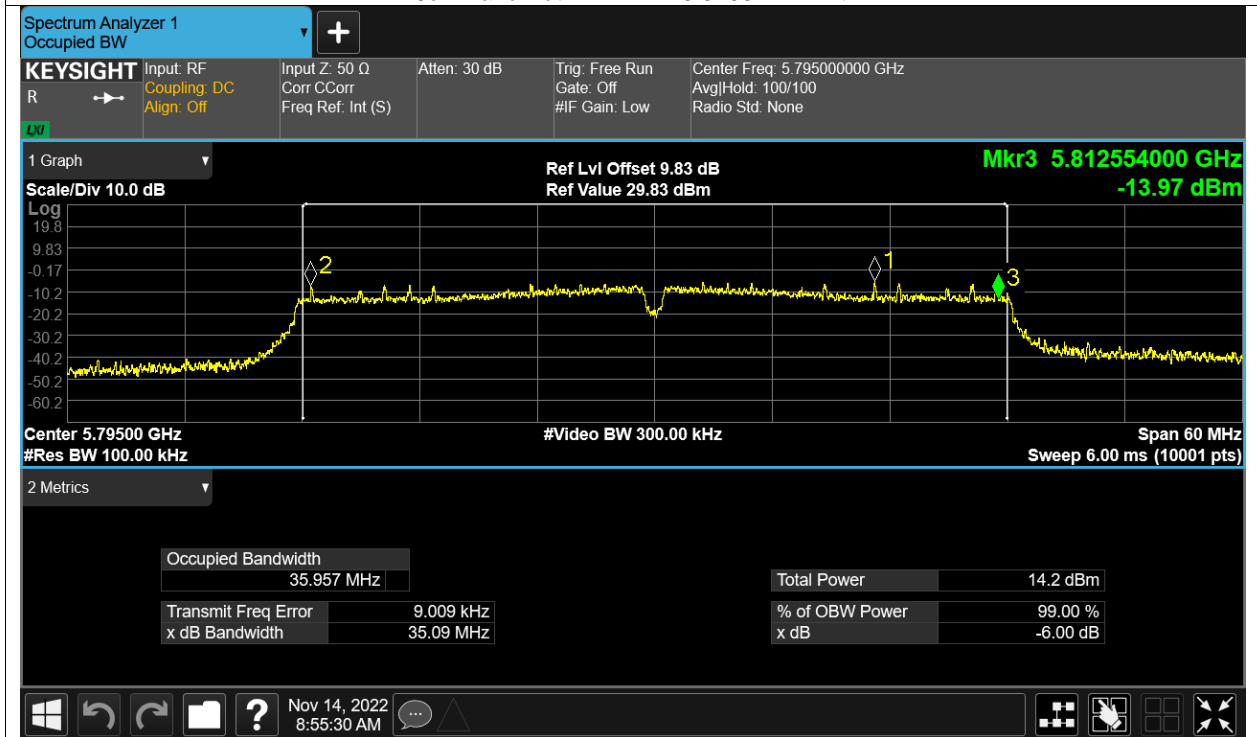 Spectrum Analyzer 1
Occupied BW
+
KEYSIGHT
R
LXI
Input: RF
Coupling: DC
Align: Off
Input Z: 50 Ω
Corr CCorr
Freq Ref: Int (S)
Atten: 30 dB
Trig: Free Run
Gate: Off
#IF Gain: Low
Center Freq: 5.795000000 GHz
Avg|Hold: 100/100
Radio Std: None
1 Graph
Scale/Div 10.0 dB
Ref Lvl Offset 9.83 dB
Ref Value 29.83 dBm
Mkr3 5.812554000 GHz
-13.97 dBm
Log
19.8
9.83
-0.17
-10.2
-20.2
-30.2
-40.2
-50.2
-60.2
2
1
3
Center 5.79500 GHz
#Video BW 300.00 kHz
Span 60 MHz
#Res BW 100.00 kHz
Sweep 6.00 ms (10001 pts)
2 Metrics
Occupied Bandwidth
35.957 MHz
Total Power 14.2 dBm
Transmit Freq Error 9.009 kHz
% of OBW Power 99.00 %
x dB Bandwidth 35.09 MHz
x dB -6.00 dB
?
Nov 14, 2022
8:55:30 AM